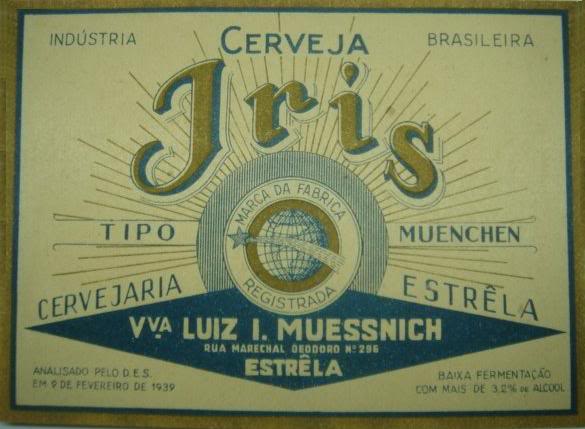 INDÚSTRIA
CERVEJA
BRASILEIRA
Iris
MARCA DA FABRICA
TIPO
MUENCHEN
REGISTRADA
CERVEJARIA
ESTRÊLA
VVA LUIZ I. MUESSNICH
RUA MARECHAL DEODORO Nº 296
ESTRÊLA
ANALISADO PELO D.E.S.
EM 9 DE FEVEREIRO DE 1939
BAIXA FERMENTAÇÃO
COM MAIS DE 3,2% DE ALCOOL